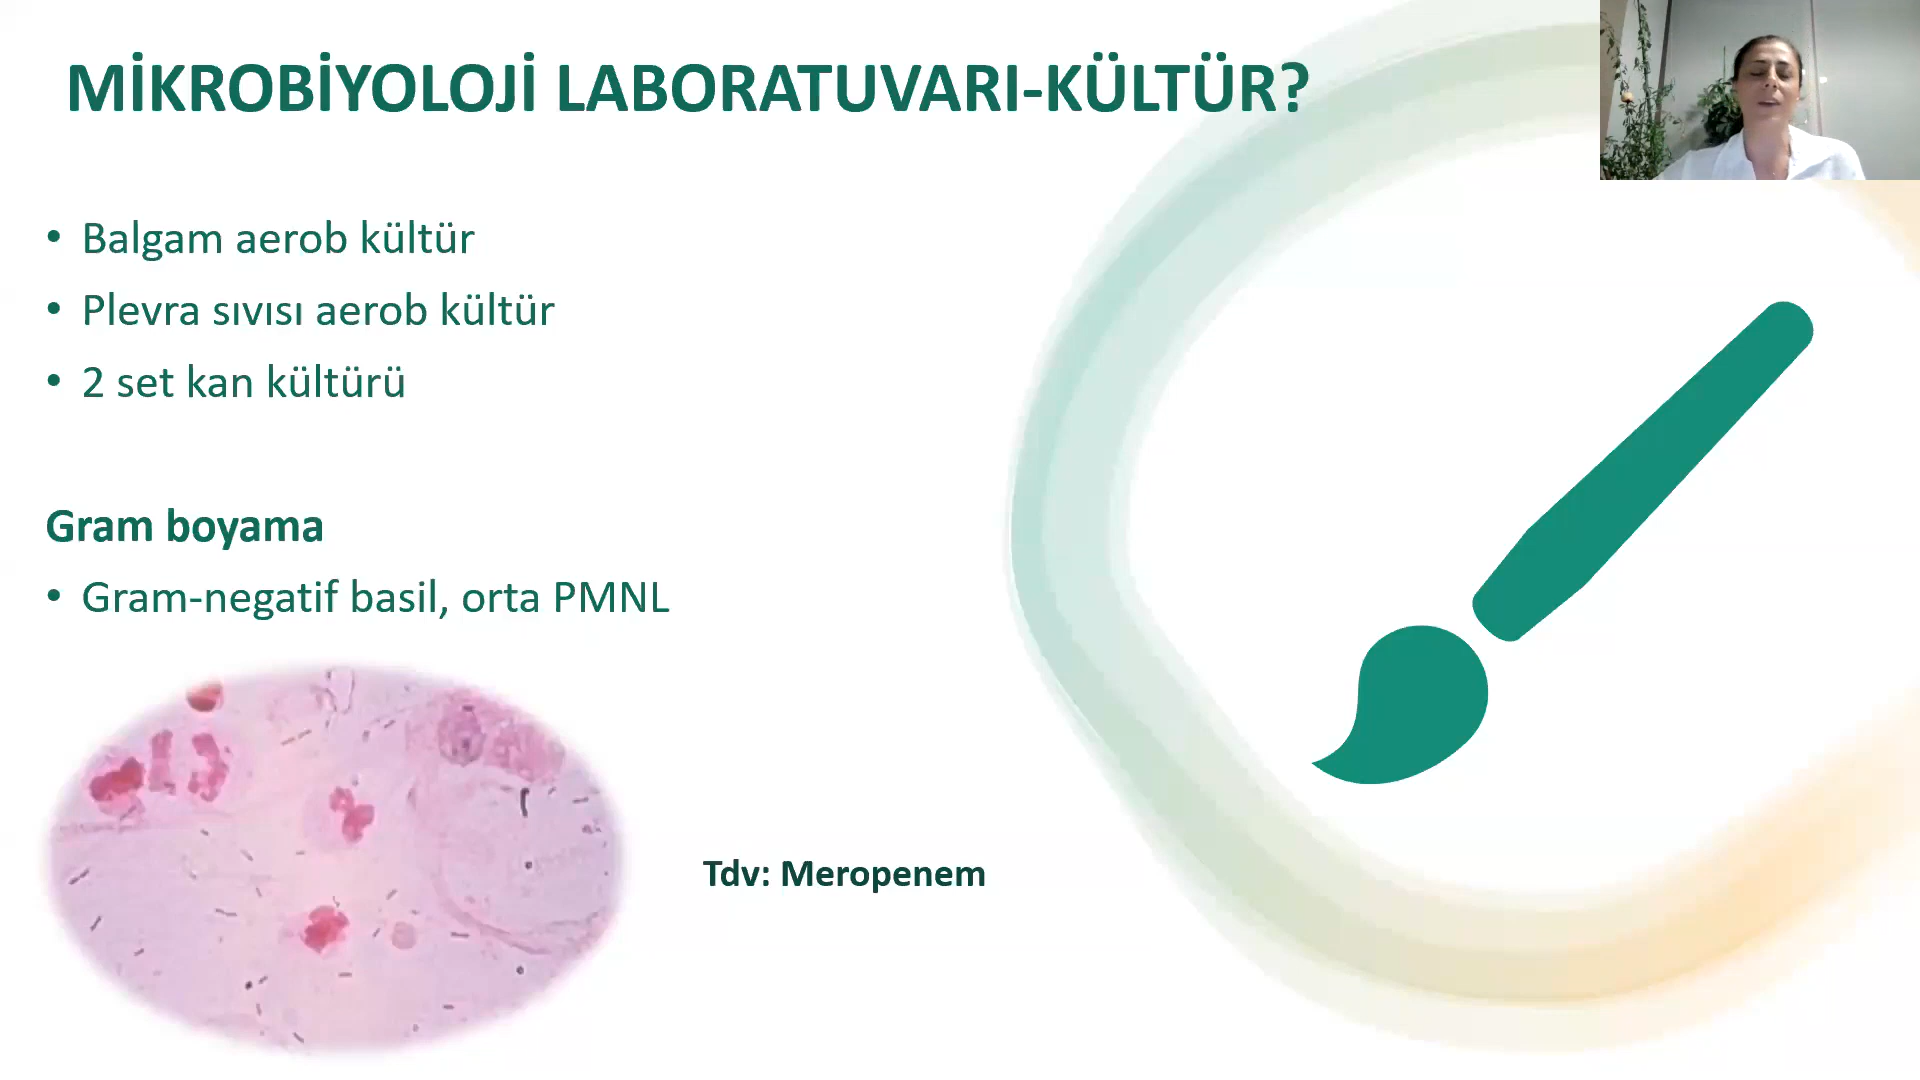 MİKROBİYOLOJİ LABORATUVARI-KÜLTÜR?
• Balgam aerob kültür
• Plevra sıvısı aerob kültür
• 2 set kan kültürü
Gram boyama
• Gram-negatif basil, orta PMNL
Tdv: Meropenem